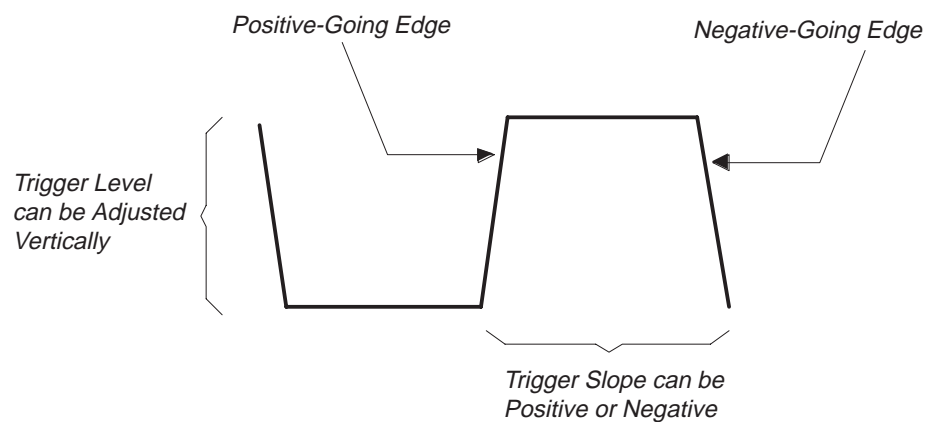 Positive-Going Edge
Negative-Going Edge
Trigger Level
can be Adjusted
Vertically
Trigger Slope can be
Positive or Negative